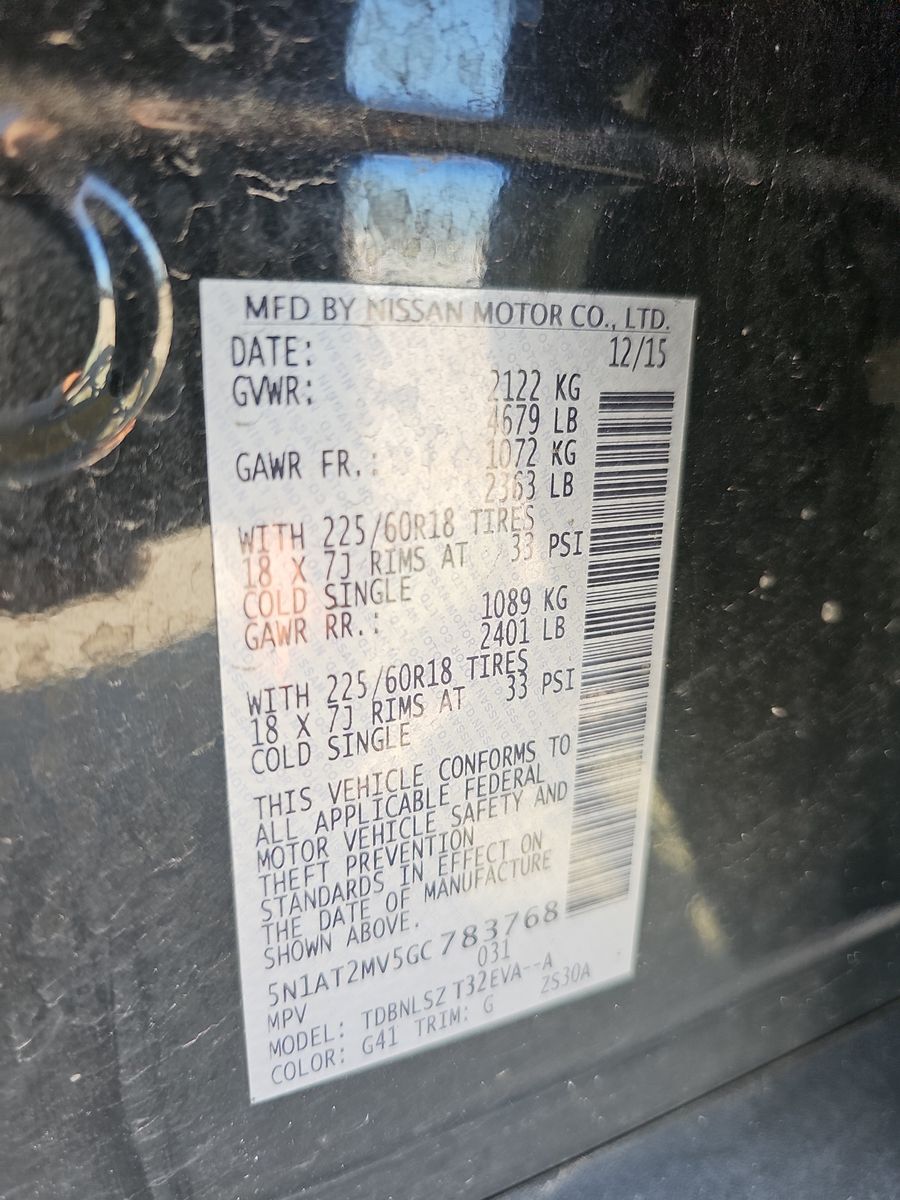 MFD BY NISSAN MOTOR CO., LTD.
DATE: 12/15
GVWR: 2122 KG
4679 LB
GAWR FR.: 1072 KG
2363 LB
WITH 225/60R18 TIRES
18 X 7J RIMS AT 33 PSI
COLD SINGLE
GAWR RR.: 1089 KG
2401 LB
WITH 225/60R18 TIRES
18 X 7J RIMS AT 33 PSI
COLD SINGLE
THIS VEHICLE CONFORMS TO
ALL APPLICABLE FEDERAL
MOTOR VEHICLE SAFETY AND
THEFT PREVENTION
STANDARDS IN EFFECT ON
THE DATE OF MANUFACTURE
SHOWN ABOVE.
5N1AT2MV5GC783768
MPV 031
MODEL: TDBNLSZ T32EVA--A
COLOR: G41 TRIM: G ZS30A